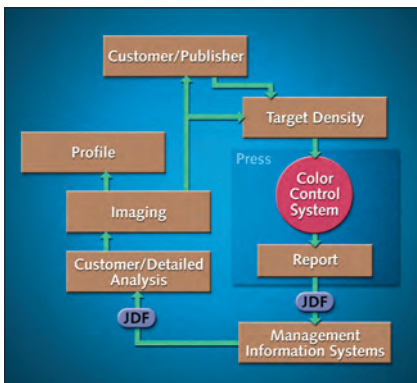 Customer/Publisher
Target Density
Profile
Press
Color
Control
System
Imaging
Customer/Detailed
Analysis
Report
JDF
JDF
Management
Information Systems